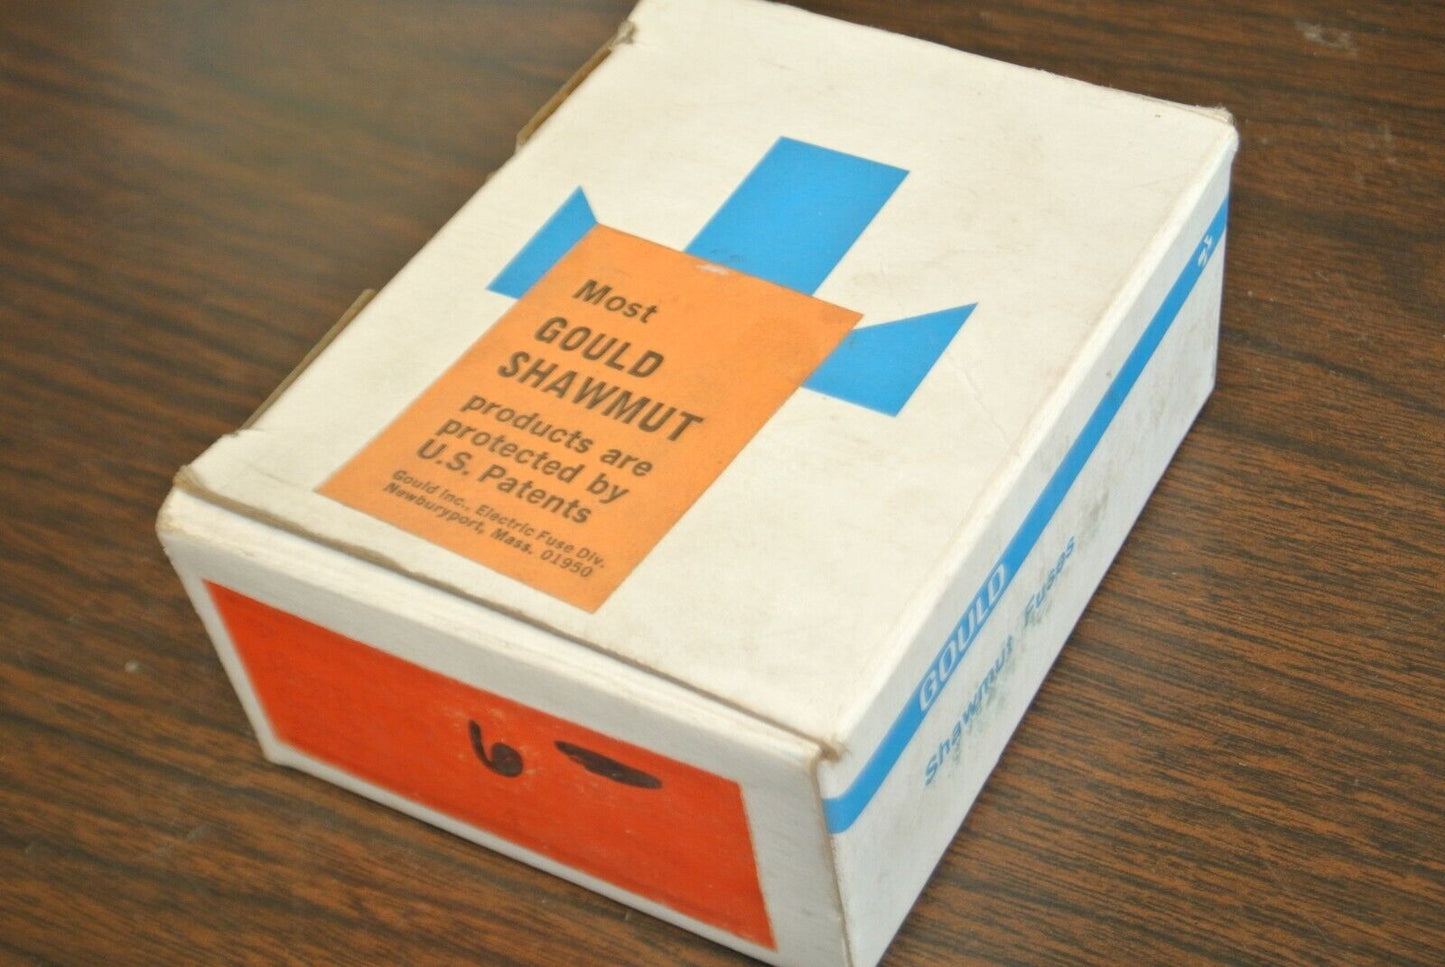 Most
GOULD
SHAWMUT
products are
protected by
U.S. Patents
Gould Inc., Electric Fuse Div.
Newburyport, Mass. 01950
6
GOULD
Shawmut Fuses